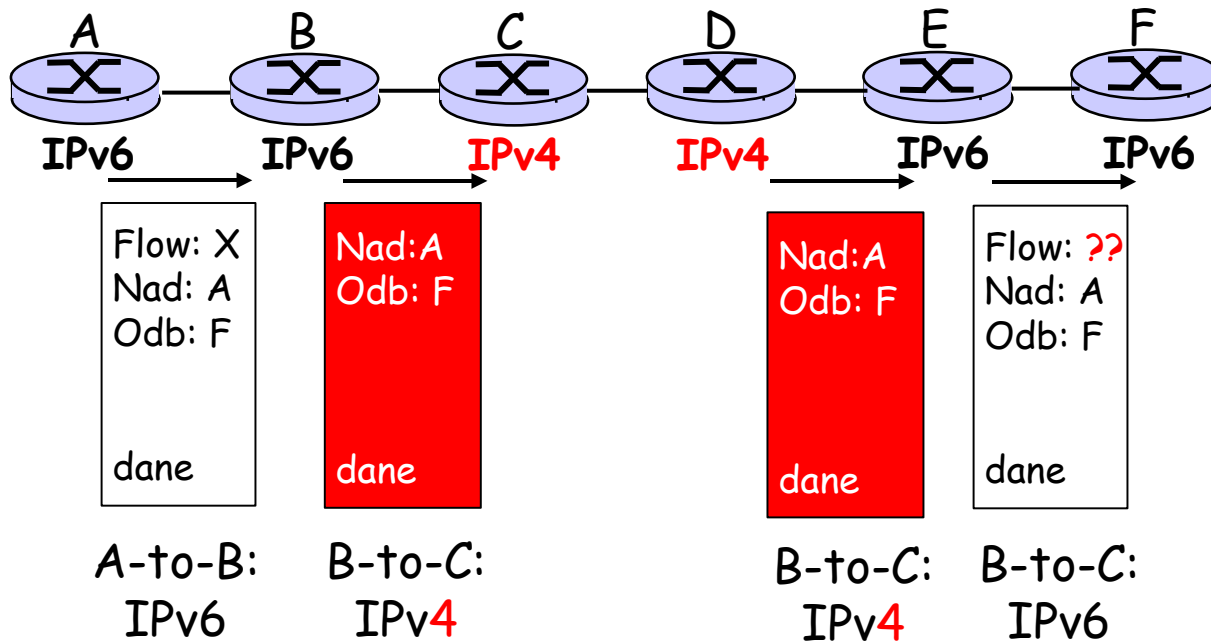 A B C D E F
IPv6 IPv6 IPv4 IPv4 IPv6 IPv6
Flow: X
Nad: A
Odb: F
dane
Nad:A
Odb: F
dane
Nad:A
Odb: F
dane
Flow: ??
Nad: A
Odb: F
dane
A-to-B:
IPv6
B-to-C:
IPv4
B-to-C:
IPv4
B-to-C:
IPv6